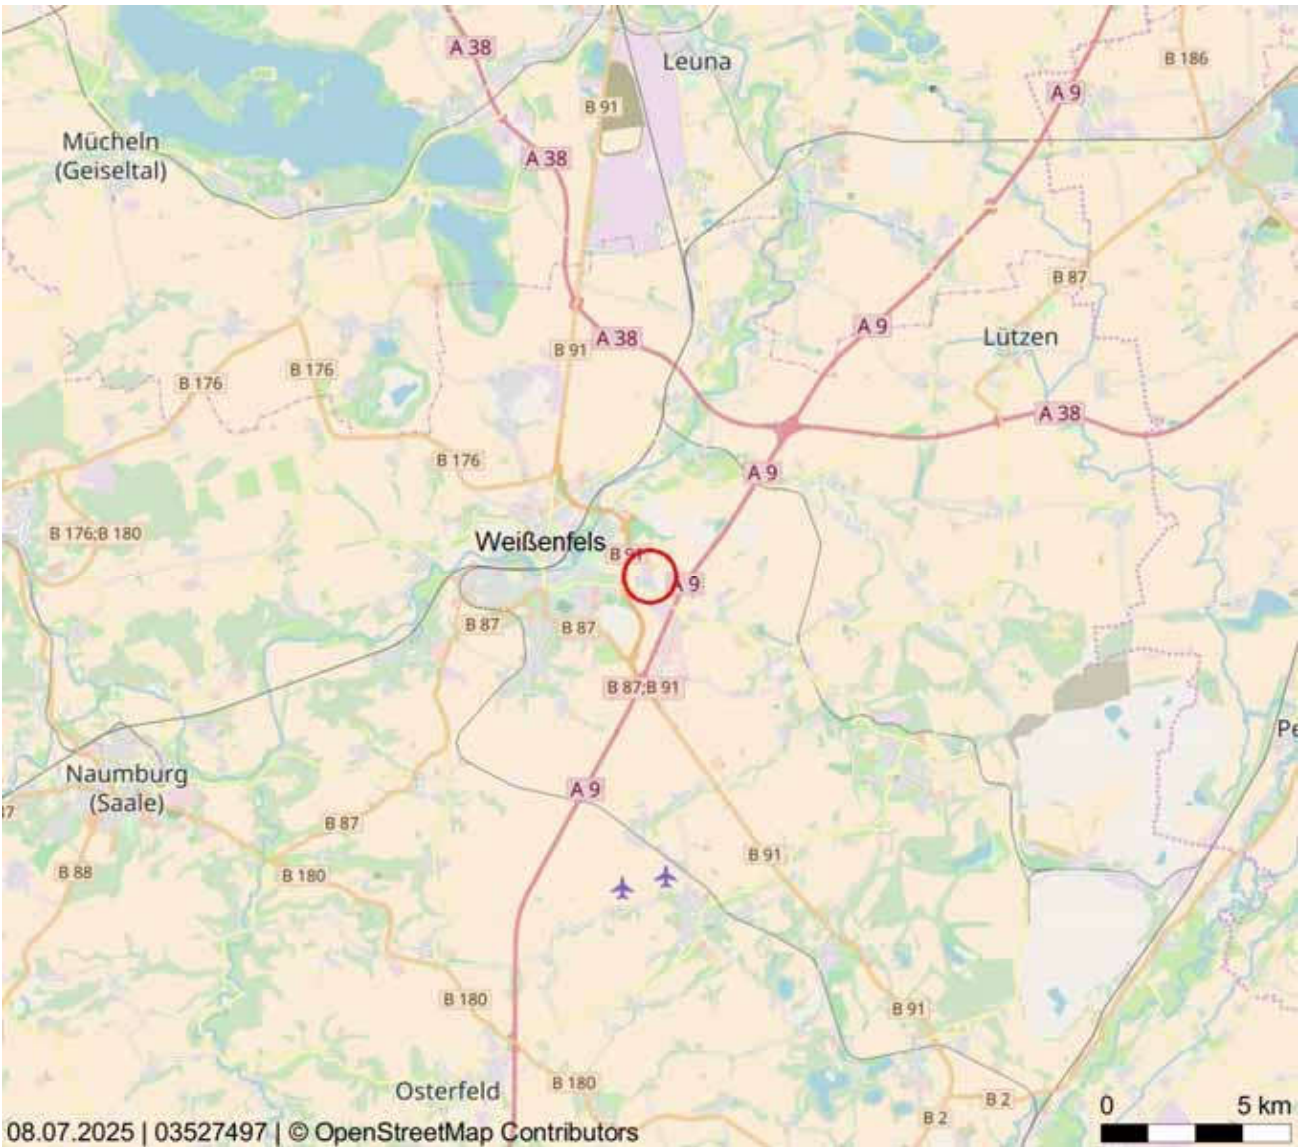 A 38
Leuna
B 186
B 91
A 9
Mücheln
(Geiseltal)
A 38
B 87
A 9
Lützen
A 38
B 91
B 176
B 176
A 38
B 176
A 9
B 176;B 180
Weißenfels
B 91
A 9
B 87
B 87
B 87;B 91
Naumburg
(Saale)
A 9
B 87
B 91
B 88
B 180
B 180
B 91
Osterfeld
B 180
B 2
B 2
0 5 km
08.07.2025 | 03527497 | © OpenStreetMap Contributors